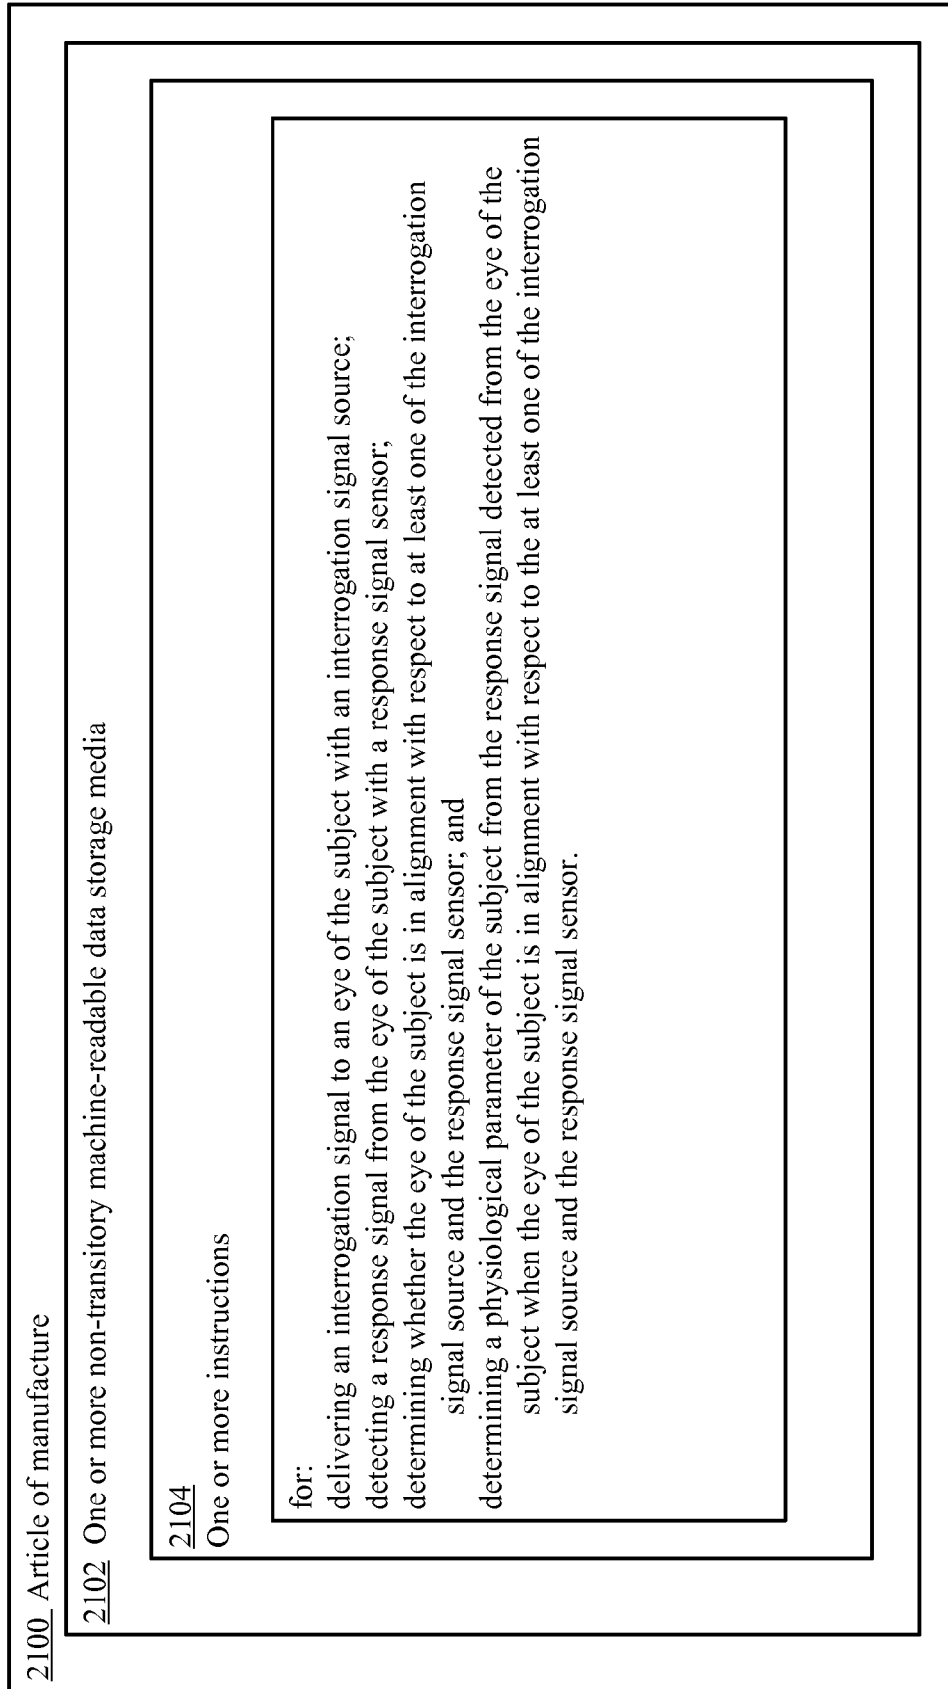 2100 Article of manufacture
2102 One or more non-transitory machine-readable data storage media
2104
One or more instructions
for:
delivering an interrogation signal to an eye of the subject with an interrogation signal source;
detecting a response signal from the eye of the subject with a response signal sensor;
determining whether the eye of the subject is in alignment with respect to at least one of the interrogation
signal source and the response signal sensor; and
determining a physiological parameter of the subject from the response signal detected from the eye of the
subject when the eye of the subject is in alignment with respect to the at least one of the interrogation
signal source and the response signal sensor.